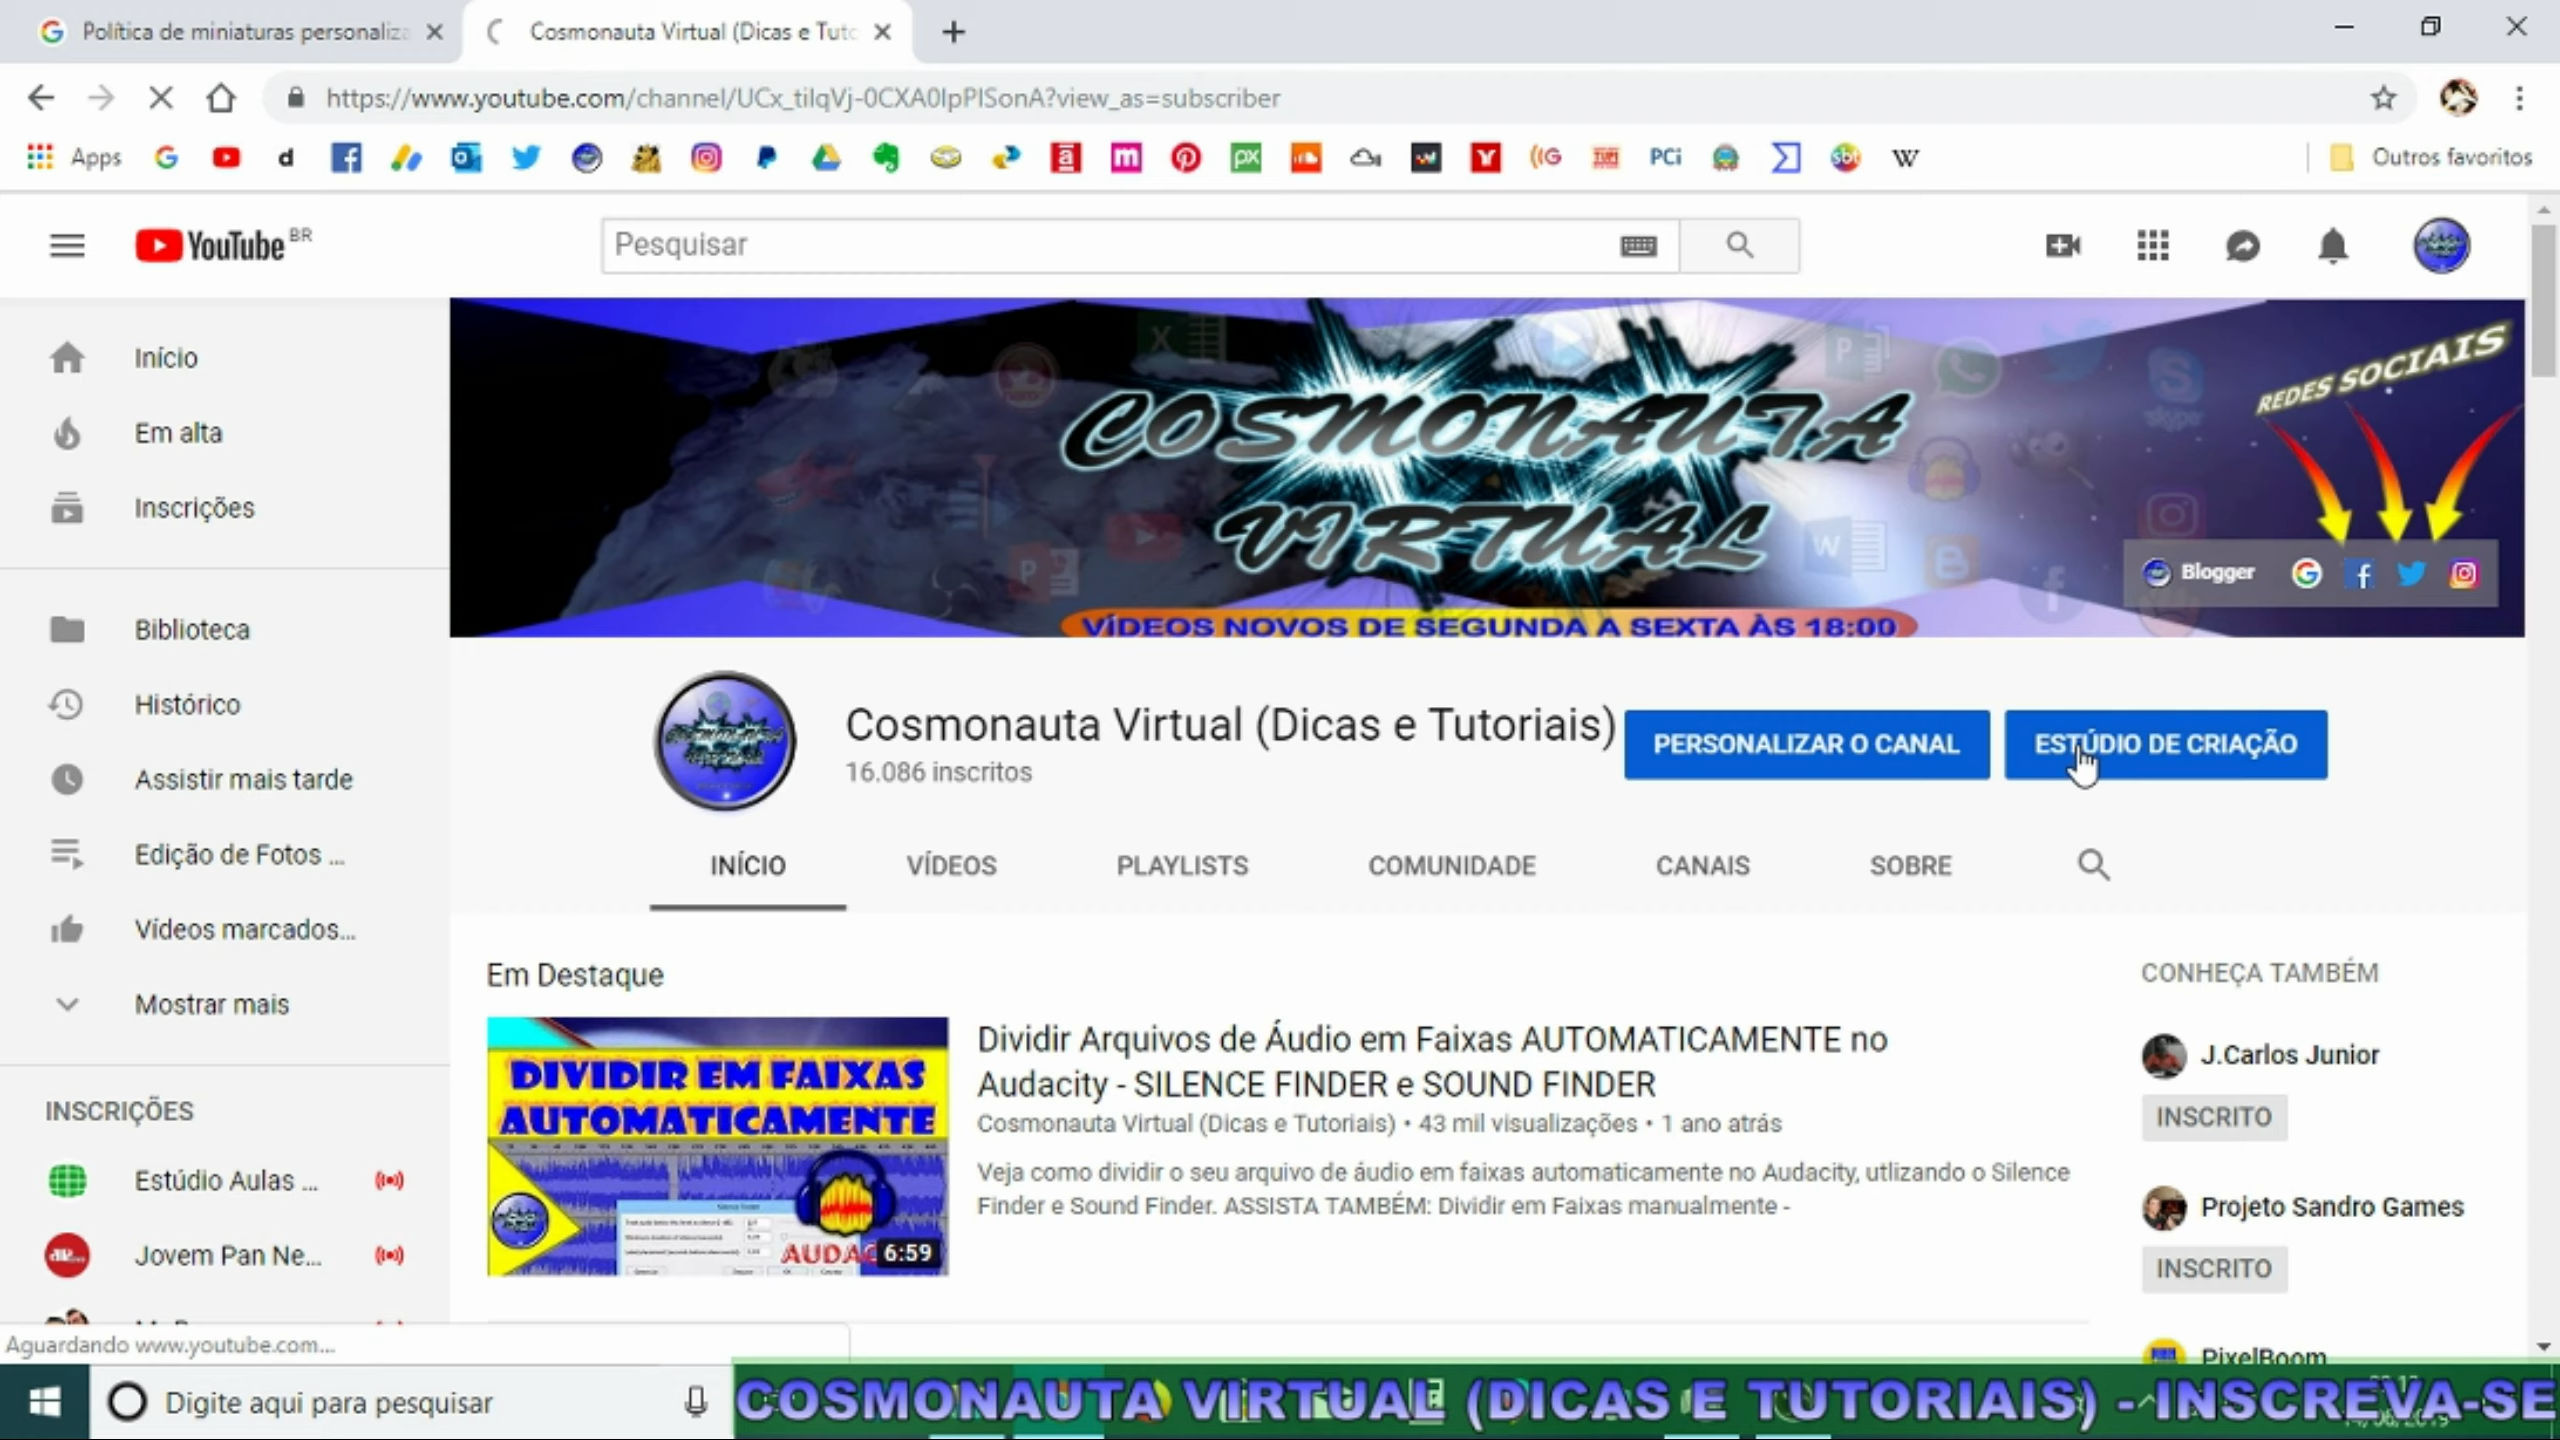 Política de miniaturas personaliza
Cosmonauta Virtual (Dicas e Tuto
https://www.youtube.com/channel/UCx_tilqVj-0CXA0lpPlSonA?view_as=subscriber
Apps
Outros favoritos
YouTube BR
Pesquisar
Início
Em alta
Inscrições
Biblioteca
Histórico
Assistir mais tarde
Edição de Fotos ...
Vídeos marcados...
Mostrar mais
INSCRIÇÕES
Estúdio Aulas ...
Jovem Pan Ne...
COSMONAUTA
VIRTUAL
VÍDEOS NOVOS DE SEGUNDA A SEXTA ÀS 18:00
REDES SOCIAIS
Blogger
Cosmonauta Virtual (Dicas e Tutoriais)
16.086 inscritos
PERSONALIZAR O CANAL
ESTÚDIO DE CRIAÇÃO
INÍCIO
VÍDEOS
PLAYLISTS
COMUNIDADE
CANAIS
SOBRE
Em Destaque
DIVIDIR EM FAIXAS
AUTOMATICAMENTE
6:59
Dividir Arquivos de Áudio em Faixas AUTOMATICAMENTE no
Audacity - SILENCE FINDER e SOUND FINDER
Cosmonauta Virtual (Dicas e Tutoriais) • 43 mil visualizações • 1 ano atrás
Veja como dividir o seu arquivo de áudio em faixas automaticamente no Audacity, utlizando o Silence
Finder e Sound Finder. ASSISTA TAMBÉM: Dividir em Faixas manualmente -
CONHEÇA TAMBÉM
J.Carlos Junior
INSCRITO
Projeto Sandro Games
INSCRITO
PixelBoom
Aguardando www.youtube.com...
Digite aqui para pesquisar
COSMONAUTA VIRTUAL (DICAS E TUTORIAIS) - INSCREVA-SE